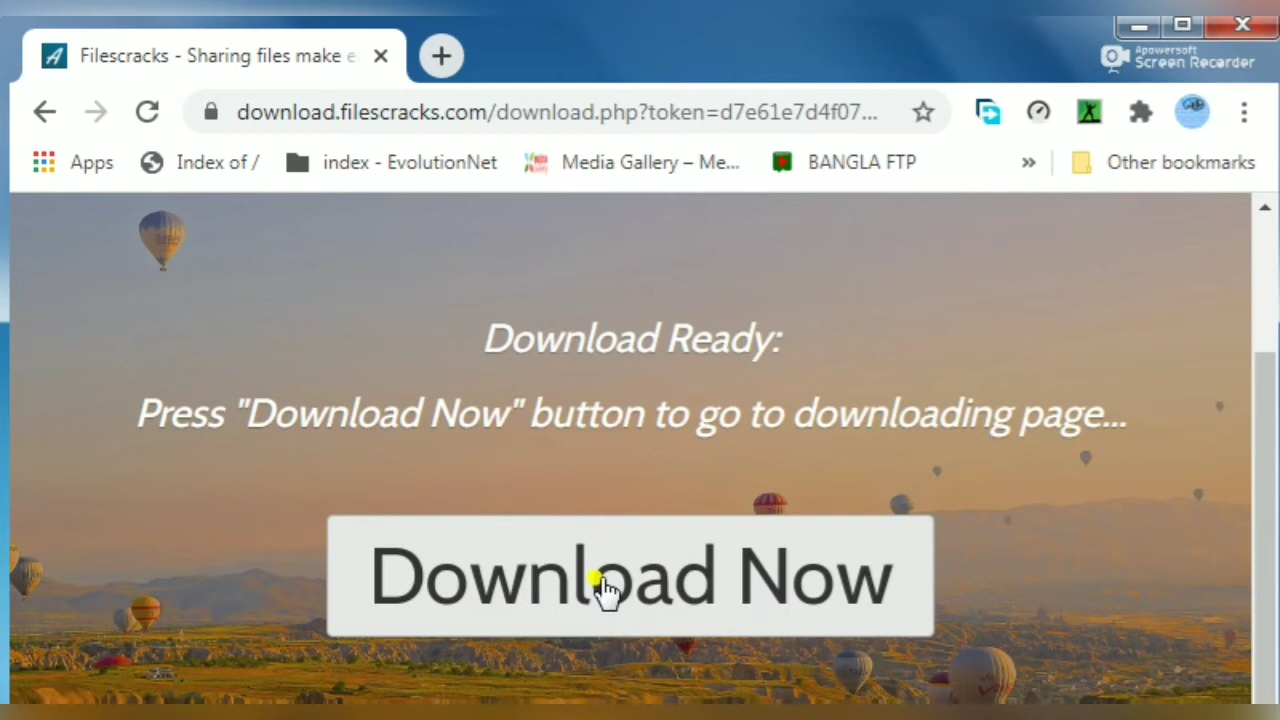 Filescracks - Sharing files make e
Apowersoft
Screen Recorder
download.filescracks.com/download.php?token=d7e61e7d4f07...
Apps
Index of /
index - EvolutionNet
Media Gallery – Me...
BANGLA FTP
»
Other bookmarks
Download Ready:
Press "Download Now" button to go to downloading page...
Download Now